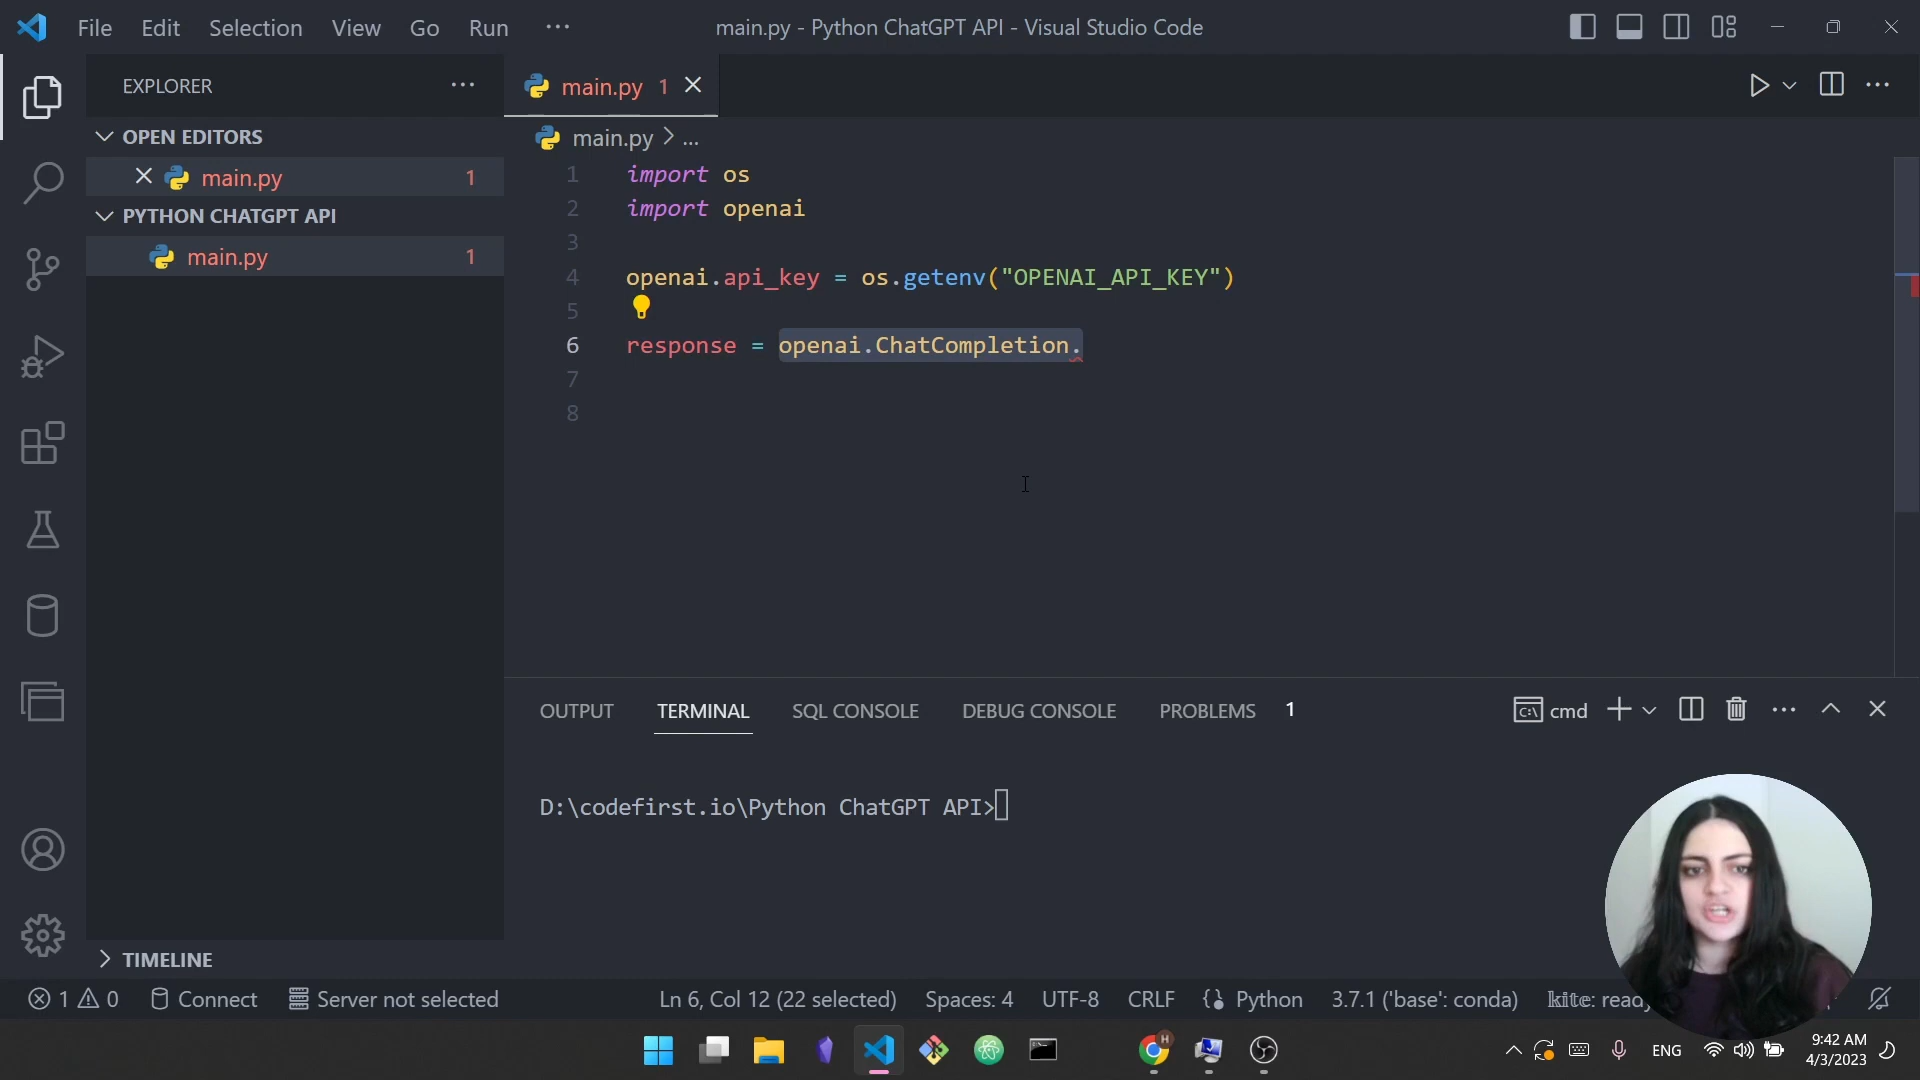 File Edit Selection View Go Run ··· main.py - Python ChatGPT API - Visual Studio Code
EXPLORER ···
OPEN EDITORS
main.py 1
PYTHON CHATGPT API
main.py 1
TIMELINE
main.py 1
main.py > ...
1 import os
2 import openai
3
4 openai.api_key = os.getenv("OPENAI_API_KEY")
5
6 response = openai.ChatCompletion.
7
8
OUTPUT TERMINAL SQL CONSOLE DEBUG CONSOLE PROBLEMS 1 cmd
D:\codefirst.io\Python ChatGPT API>
1 0 Connect Server not selected Ln 6, Col 12 (22 selected) Spaces: 4 UTF-8 CRLF Python 3.7.1 ('base': conda) kite:
H
ENG 9:42 AM
4/3/2023